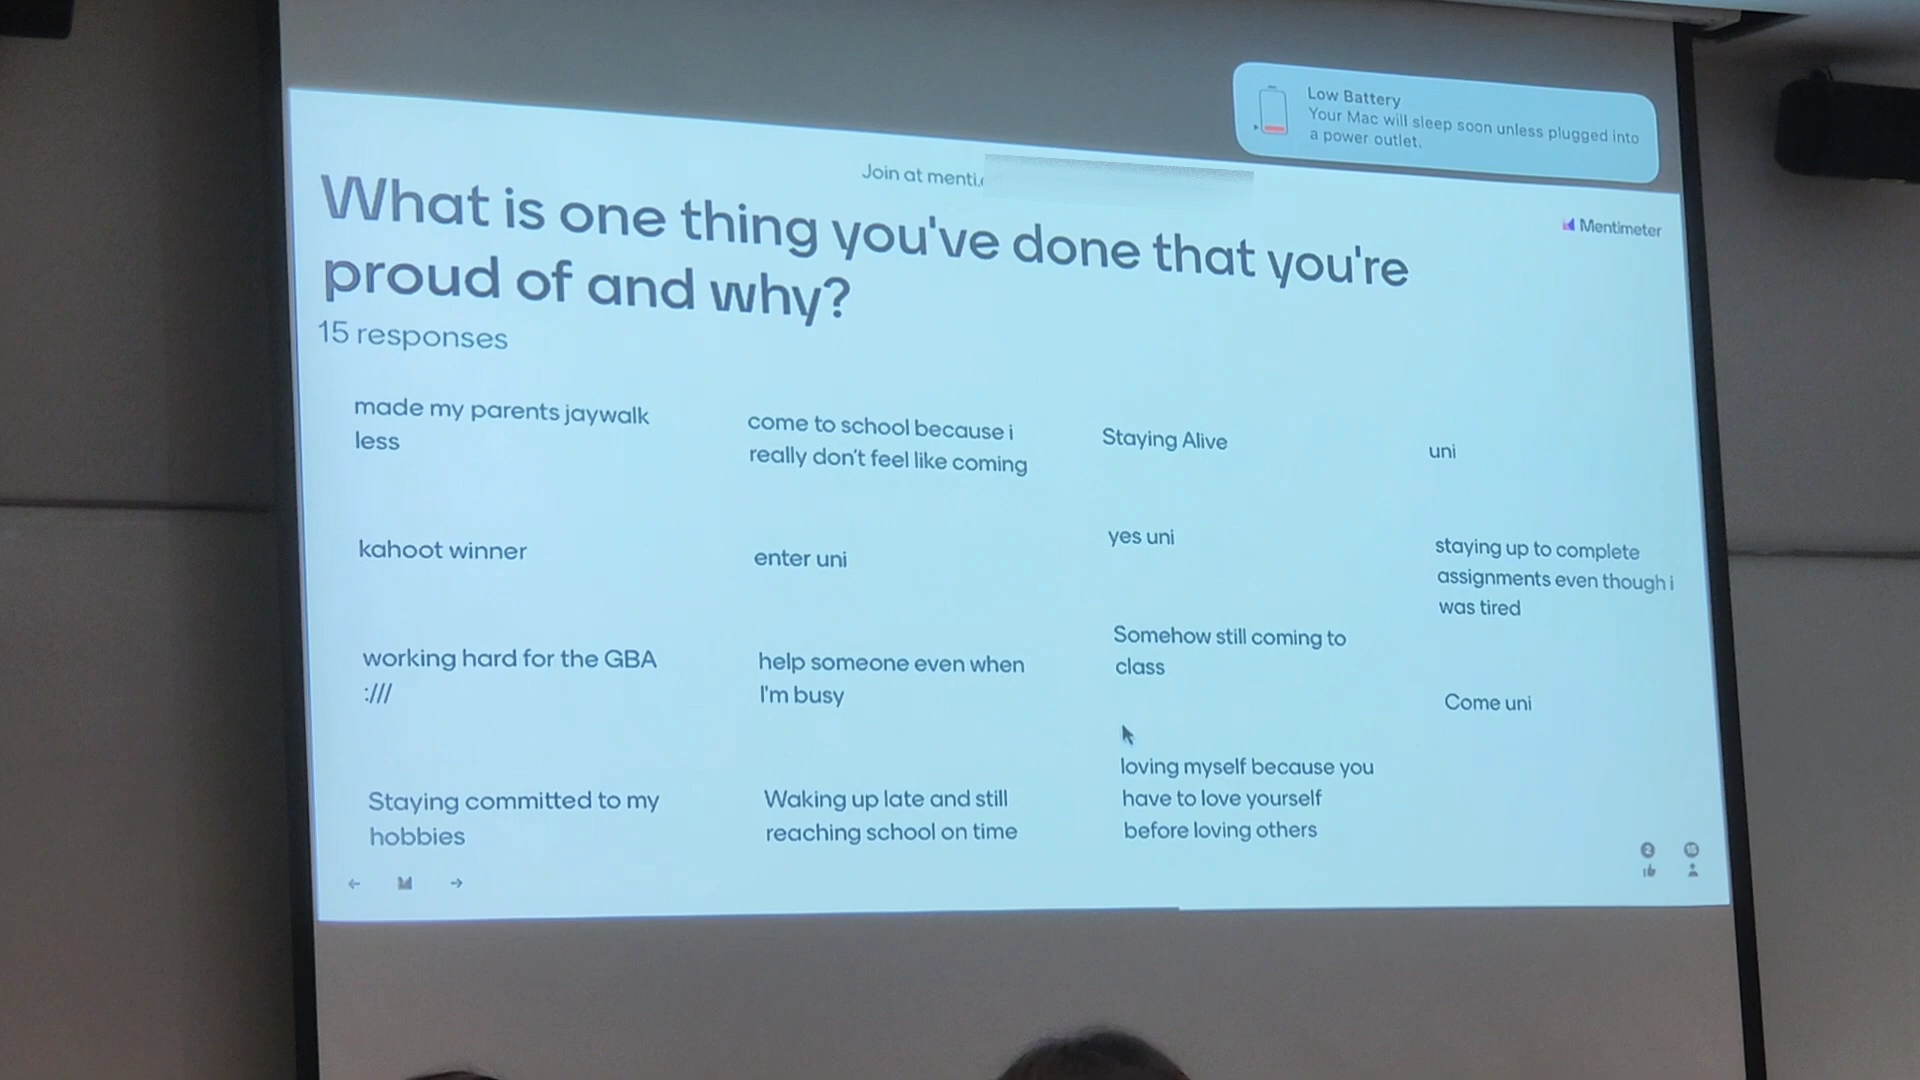 Low Battery
Your Mac will sleep soon unless plugged into
a power outlet.
Join at menti.
Mentimeter
What is one thing you've done that you're
proud of and why?
15 responses
made my parents jaywalk
less
kahoot winner
working hard for the GBA
:///
Staying committed to my
hobbies
come to school because i
really don't feel like coming
enter uni
help someone even when
I'm busy
Waking up late and still
reaching school on time
Staying Alive
yes uni
Somehow still coming to
class
loving myself because you
have to love yourself
before loving others
uni
staying up to complete
assignments even though i
was tired
Come uni
2